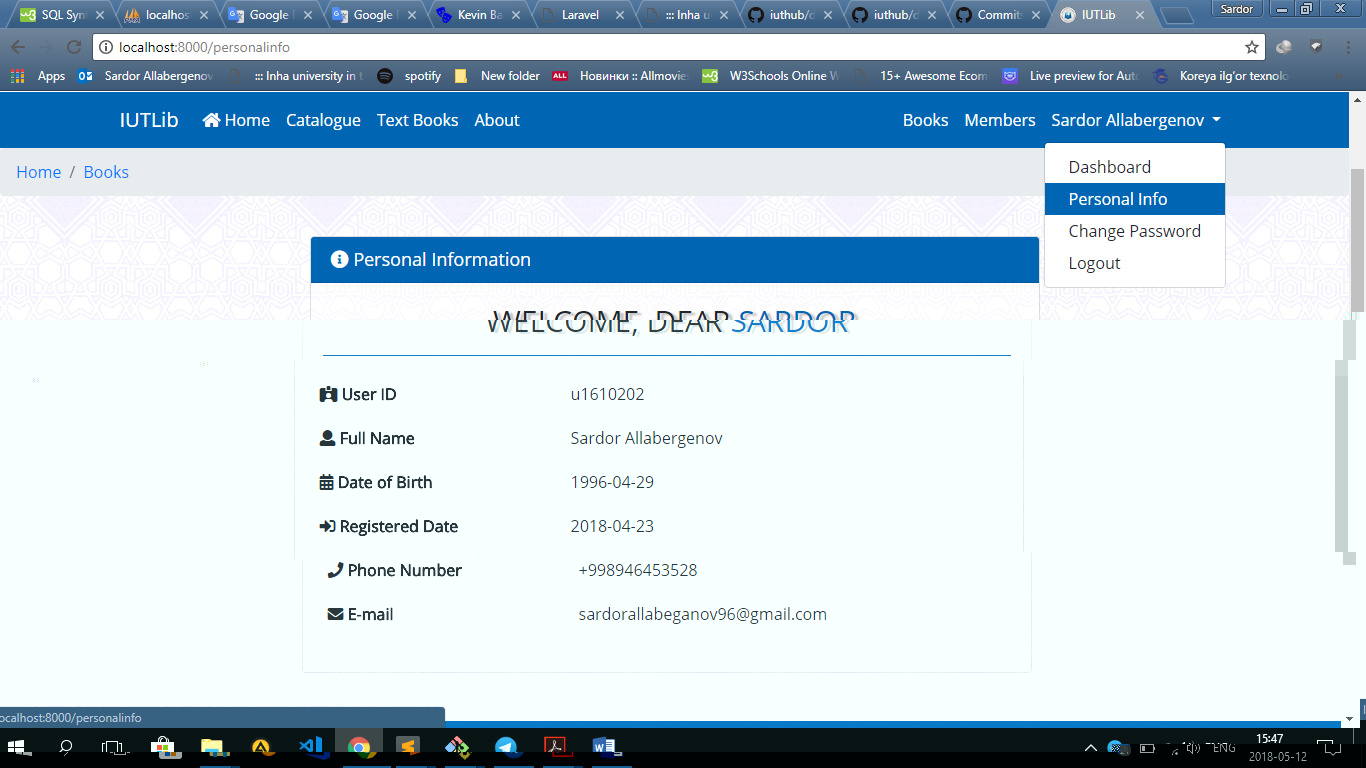 SQL Syn localhos Google Google Kevin Ba Laravel ::: Inha u iuthub/d iuthub/d Commits IUTLib Sardor
localhost:8000/personalinfo
Apps Sardor Allabergenov ::: Inha university in t spotify New folder Новинки :: Allmovie W3Schools Online 15+ Awesome Ecom Live preview for Aut Koreya ilg‘or texnolo
IUTLib Home Catalogue Text Books About Books Members Sardor Allabergenov
Home / Books
Dashboard
Personal Info
Change Password
Logout
Personal Information
WELCOME, DEAR SARDOR
User ID u1610202
Full Name Sardor Allabergenov
Date of Birth 1996-04-29
Registered Date 2018-04-23
Phone Number +998946453528
E-mail sardorallabeganov96@gmail.com
ocalhost:8000/personalinfo
ENG 15:47
2018-05-12